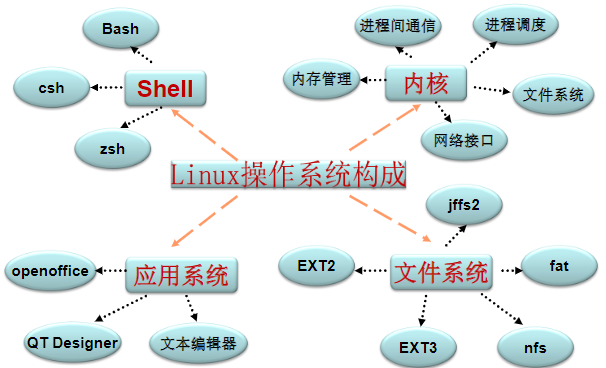 Bash
csh
Shell
zsh
进程间通信
进程调度
内存管理
内核
文件系统
网络接口
Linux操作系统构成
openoffice
应用系统
QT Designer
文本编辑器
jffs2
EXT2
文件系统
fat
EXT3
nfs